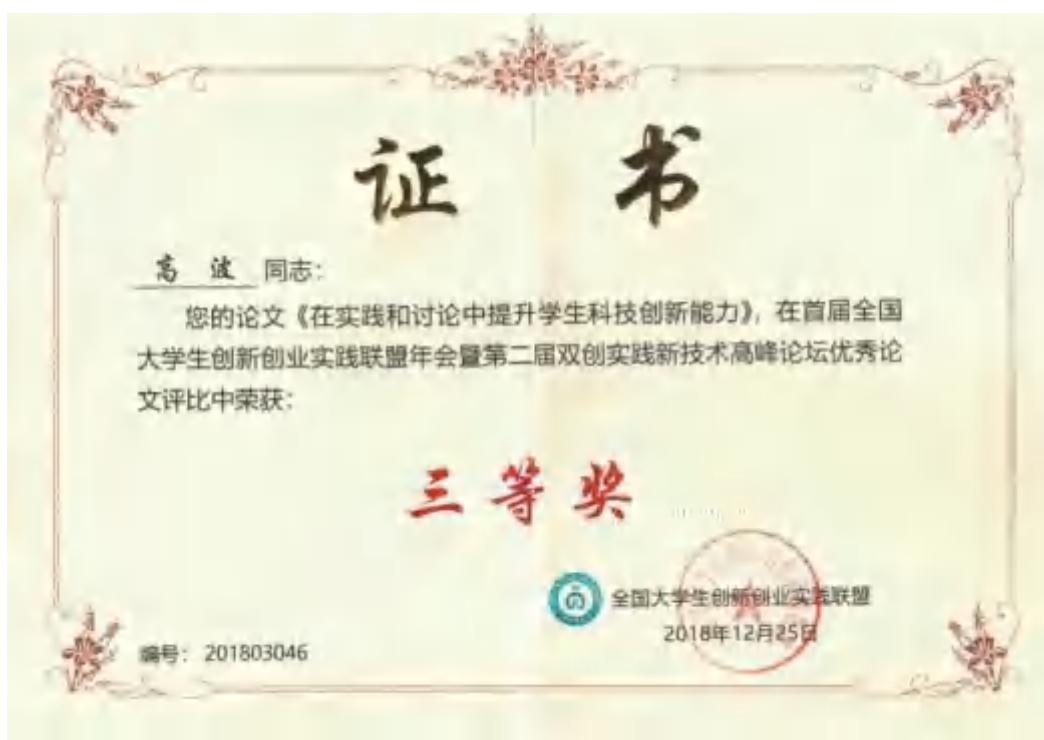 证 书
高 波 同志:
您的论文《在实践和讨论中提升学生科技创新能力》，在首届全国
大学生创新创业实践联盟年会暨第二届双创实践新技术高峰论坛优秀论
文评比中荣获:
三等奖
全国大学生创新创业实践联盟
2018年12月25日
编号: 201803046